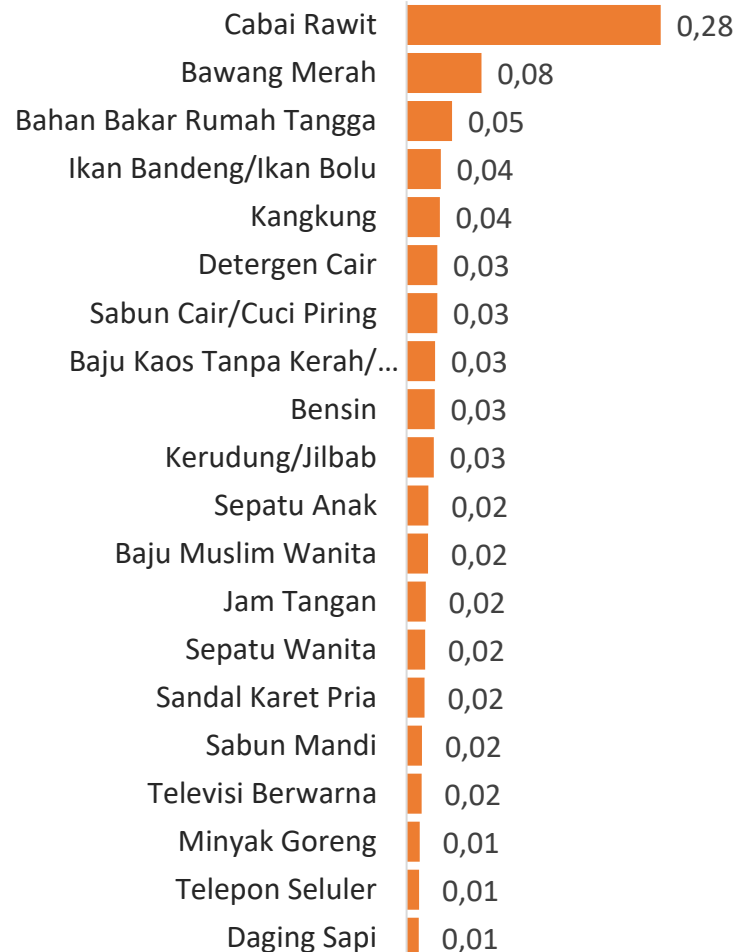 Cabai Rawit 0,28
Bawang Merah 0,08
Bahan Bakar Rumah Tangga 0,05
Ikan Bandeng/Ikan Bolu 0,04
Kangkung 0,04
Detergen Cair 0,03
Sabun Cair/Cuci Piring 0,03
Baju Kaos Tanpa Kerah/... 0,03
Bensin 0,03
Kerudung/Jilbab 0,03
Sepatu Anak 0,02
Baju Muslim Wanita 0,02
Jam Tangan 0,02
Sepatu Wanita 0,02
Sandal Karet Pria 0,02
Sabun Mandi 0,02
Televisi Berwarna 0,02
Minyak Goreng 0,01
Telepon Seluler 0,01
Daging Sapi 0,01